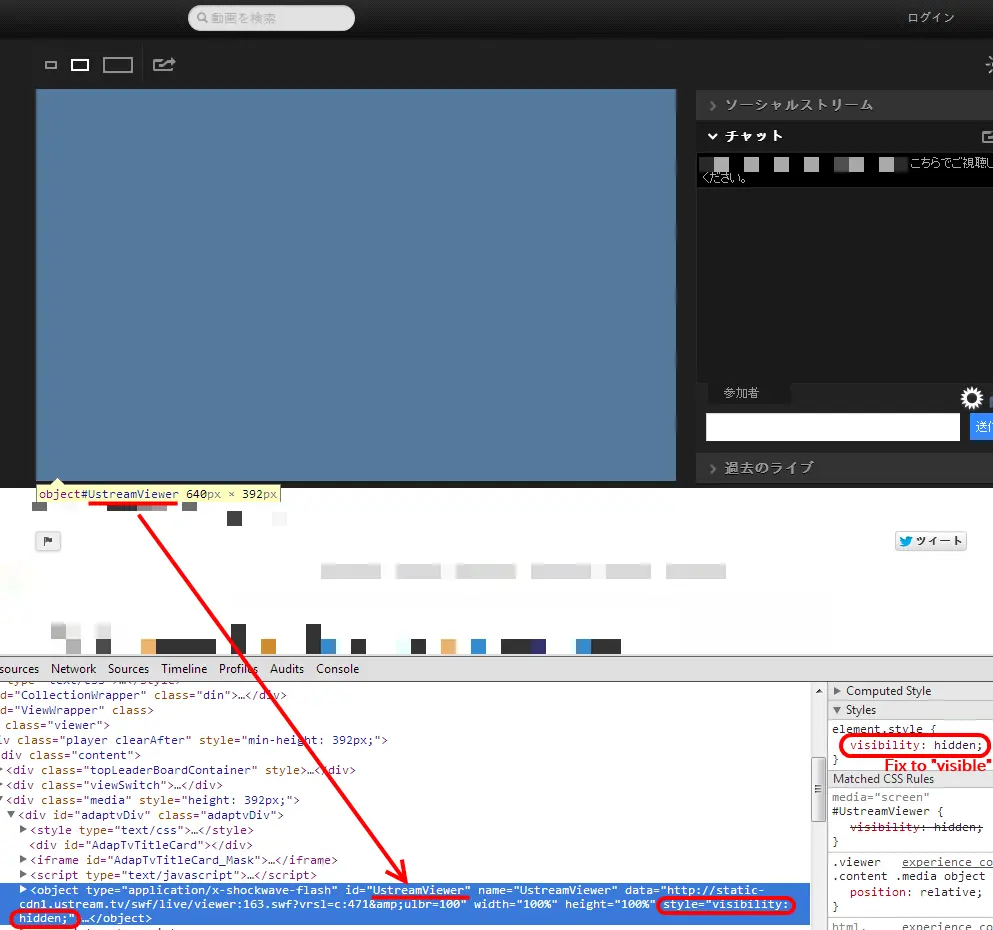 動画を検索
ログイン
ソーシャルストリーム
チャット
こちらでご視聴し
ください。
参加者
送信
過去のライブ
object#UstreamViewer 640px × 392px
ツイート
sources Network Sources Timeline Profiles Audits Console
type="text/css">…</style>
d="CollectionWrapper" class="din">…</div>
d="ViewWrapper" class>
class="viewer">
iv class="player clearAfter" style="min-height: 392px;">
div class="content">
<div class="topLeaderBoardContainer" style>…</div>
<div class="viewSwitch">…</div>
<div class="media" style="height: 392px;">
▼<div id="adaptvDiv" class="adaptvDiv">
▶<style type="text/css">…</style>
<div id="AdapTvTitleCard"></div>
▶<iframe id="AdapTvTitleCard_Mask">…</iframe>
▶<script type="text/javascript">…</script>
▶<object type="application/x-shockwave-flash" id="UstreamViewer" name="UstreamViewer" data="http://static-
cdn1.ustream.tv/swf/live/viewer:163.swf?vrsl=c:471&amp;ulbr=100" width="100%" height="100%" style="visibility:
hidden;">…</object>
▶ Computed Style
▼ Styles
element.style {
visibility: hidden;
}
Fix to "visible"
Matched CSS Rules
media="screen"
#UstreamViewer {
visibility: hidden;
}
.viewer experience_co
.content .media object
position: relative;
}
html. experience_co